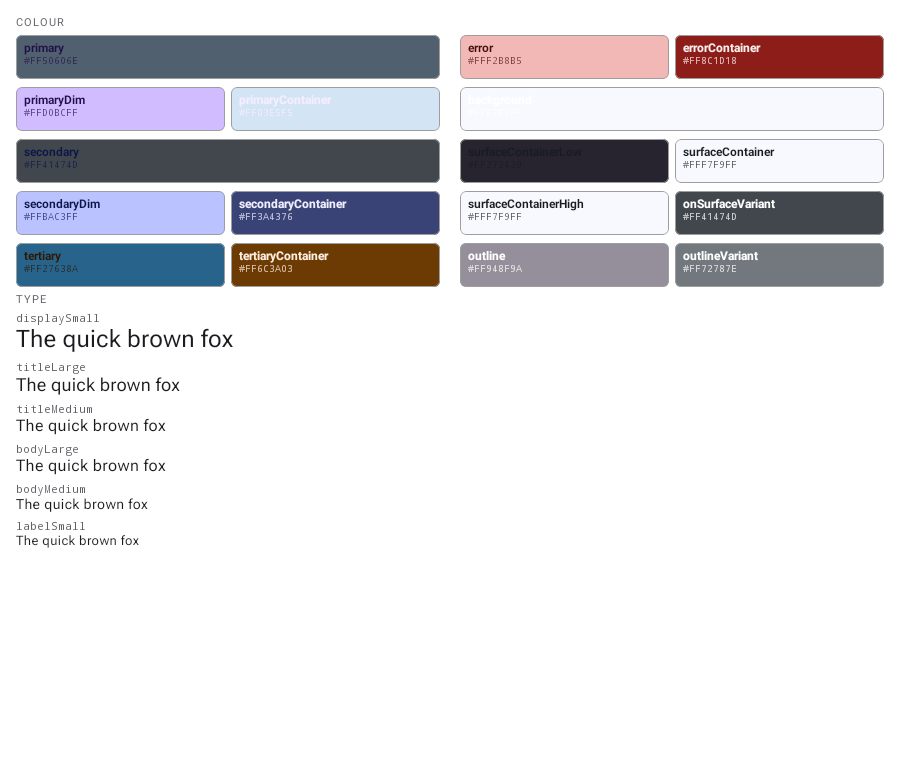 COLOUR
primary
#FF50606E
error
#FFF2B8B5
errorContainer
#FF8C1D18
primaryDim
#FFD0BCFF
primaryContainer
background
secondary
#FF41474D
surfaceContainerLow
surfaceContainer
#FFF7F9FF
secondaryDim
#FFBAC3FF
secondaryContainer
#FF3A4376
surfaceContainerHigh
#FFF7F9FF
onSurfaceVariant
#FF41474D
tertiary
#FF27638A
tertiaryContainer
#FF6C3A03
outline
#FF948F9A
outlineVariant
#FF72787E
TYPE
displaySmall
The quick brown fox
titleLarge
The quick brown fox
titleMedium
The quick brown fox
bodyLarge
The quick brown fox
bodyMedium
The quick brown fox
labelSmall
The quick brown fox